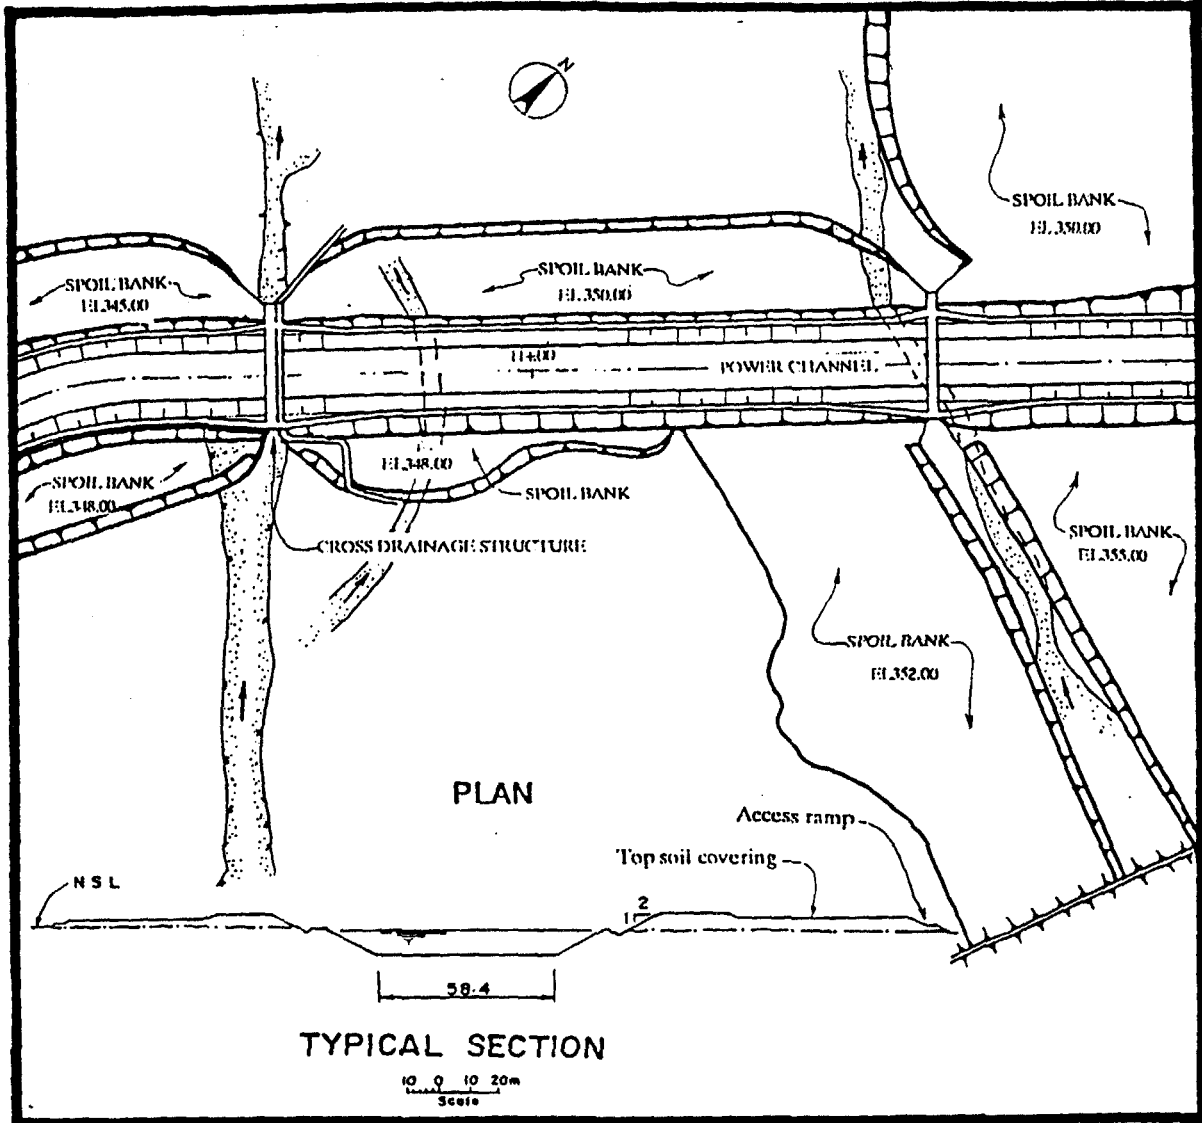 N
SPOIL BANK
EL.350.00
SPOIL BANK
EL.345.00
SPOIL BANK
EL.350.00
11+00
POWER CHANNEL
EL.348.00
SPOIL BANK
SPOIL BANK
EL.348.00
CROSS DRAINAGE STRUCTURE
SPOIL BANK
EL.355.00
SPOIL BANK
EL.352.00
PLAN
Access ramp
Top soil covering
NSL
2
1
58.4
TYPICAL SECTION
10 0 10 20m
Scale